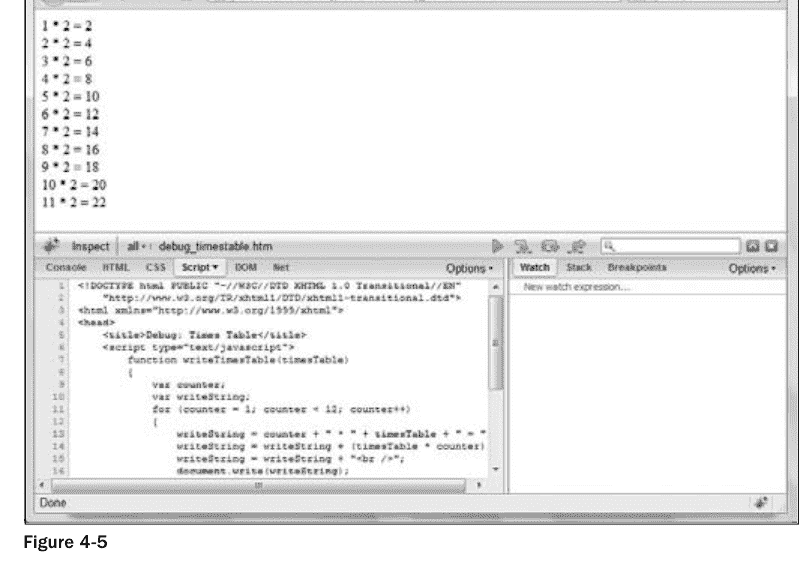 1 * 2 = 2
2 * 2 = 4
3 * 2 = 6
4 * 2 = 8
5 * 2 = 10
6 * 2 = 12
7 * 2 = 14
8 * 2 = 16
9 * 2 = 18
10 * 2 = 20
11 * 2 = 22
Inspect all debug_timestable.htm
Console HTML CSS Script DOM Net Options
1 <!DOCTYPE html PUBLIC "-//W3C//DTD XHTML 1.0 Transitional//EN"
2 "http://www.w3.org/TR/xhtml1/DTD/xhtml1-transitional.dtd">
3 <html xmlns="http://www.w3.org/1999/xhtml">
4 <head>
5 <title>Debug: Times Table</title>
6 <script type="text/javascript">
7 function writeTimesTable(timesTable)
8 {
9 var counter;
10 var writeString;
11 for (counter = 1; counter < 12; counter++)
12 {
13 writeString = counter + " * " + timesTable + " = "
14 writeString = writeString + (timesTable * counter)
15 writeString = writeString + "<br />";
16 document.write(writeString);
Watch Stack Breakpoints Options
New watch expression...
Done
Figure 4-5